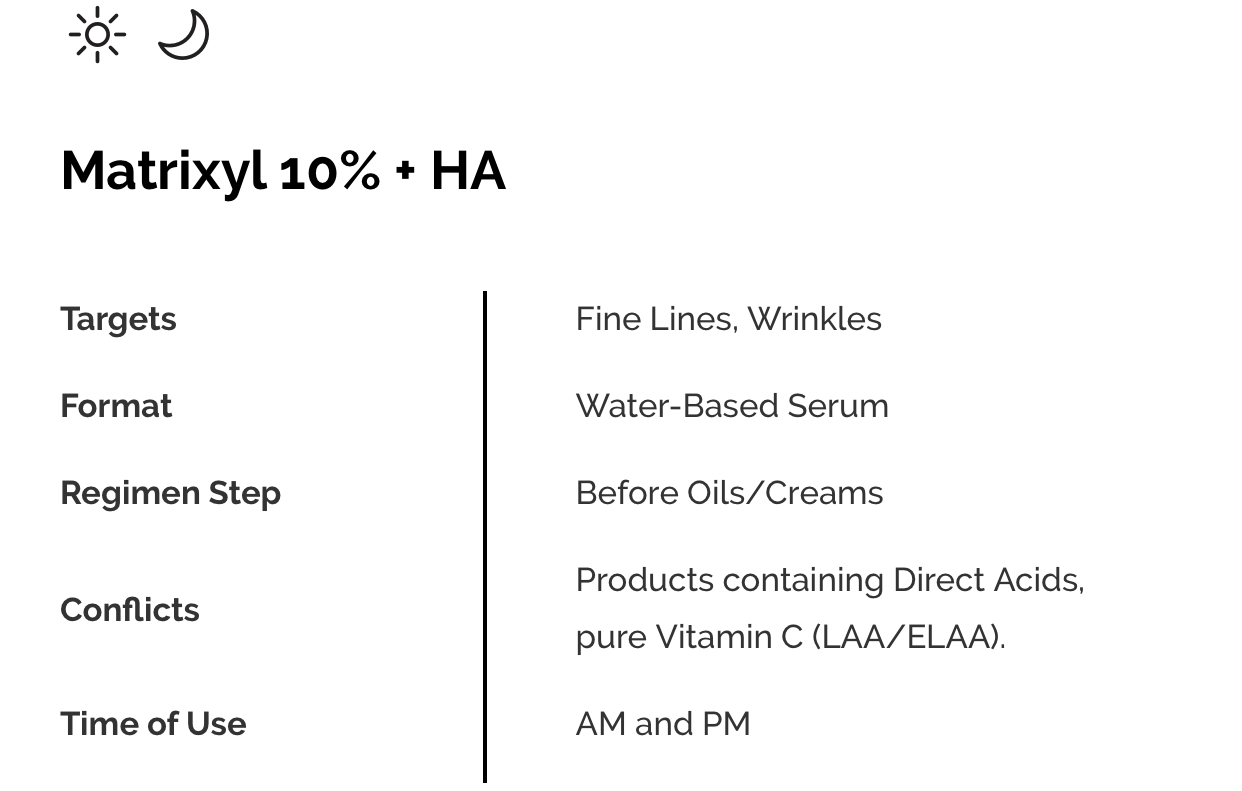 Matrixyl 10% + HA
Targets
Fine Lines, Wrinkles
Format
Water-Based Serum
Regimen Step
Before Oils/Creams
Conflicts
Products containing Direct Acids,
pure Vitamin C (LAA/ELAA).
Time of Use
AM and PM